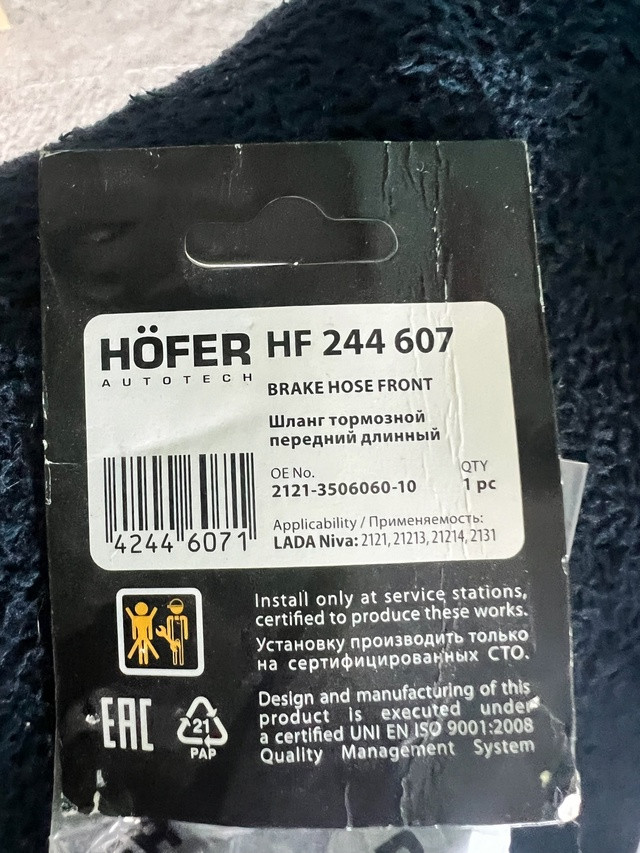 HÖFER
AUTOTECH
HF 244 607
BRAKE HOSE FRONT
Шланг тормозной
передний длинный
OE No.
2121-3506060-10
QTY
1 pc
4244 6071
Applicability / Применяемость:
LADA Niva: 2121, 21213, 21214, 2131
Install only at service stations,
certified to produce these works.
Установку производить только
на сертифицированных СТО.
EAC
21
PAP
Design and manufacturing of this
product is executed under
a certified UNI EN ISO 9001:2008
Quality Management System